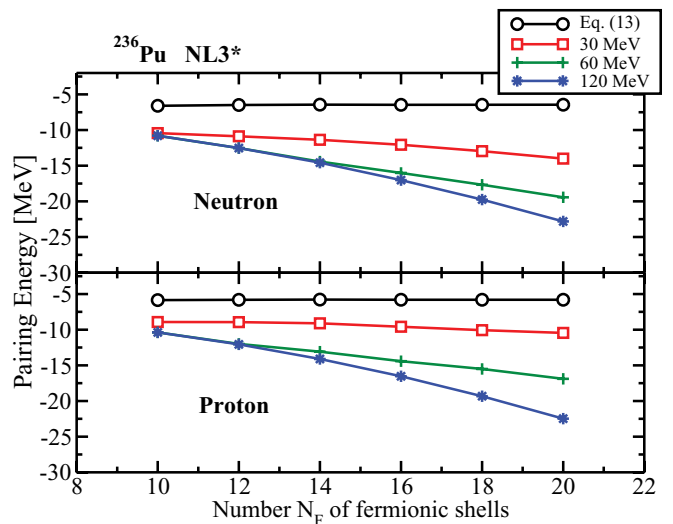 ²³⁶Pu NL3*
Eq. (13)
30 MeV
60 MeV
120 MeV
-5
-10
-15
-20
-25
-30
Neutron
Pairing Energy [MeV]
-5
-10
-15
-20
-25
-30
Proton
8 10 12 14 16 18 20 22
Number N_F of fermionic shells